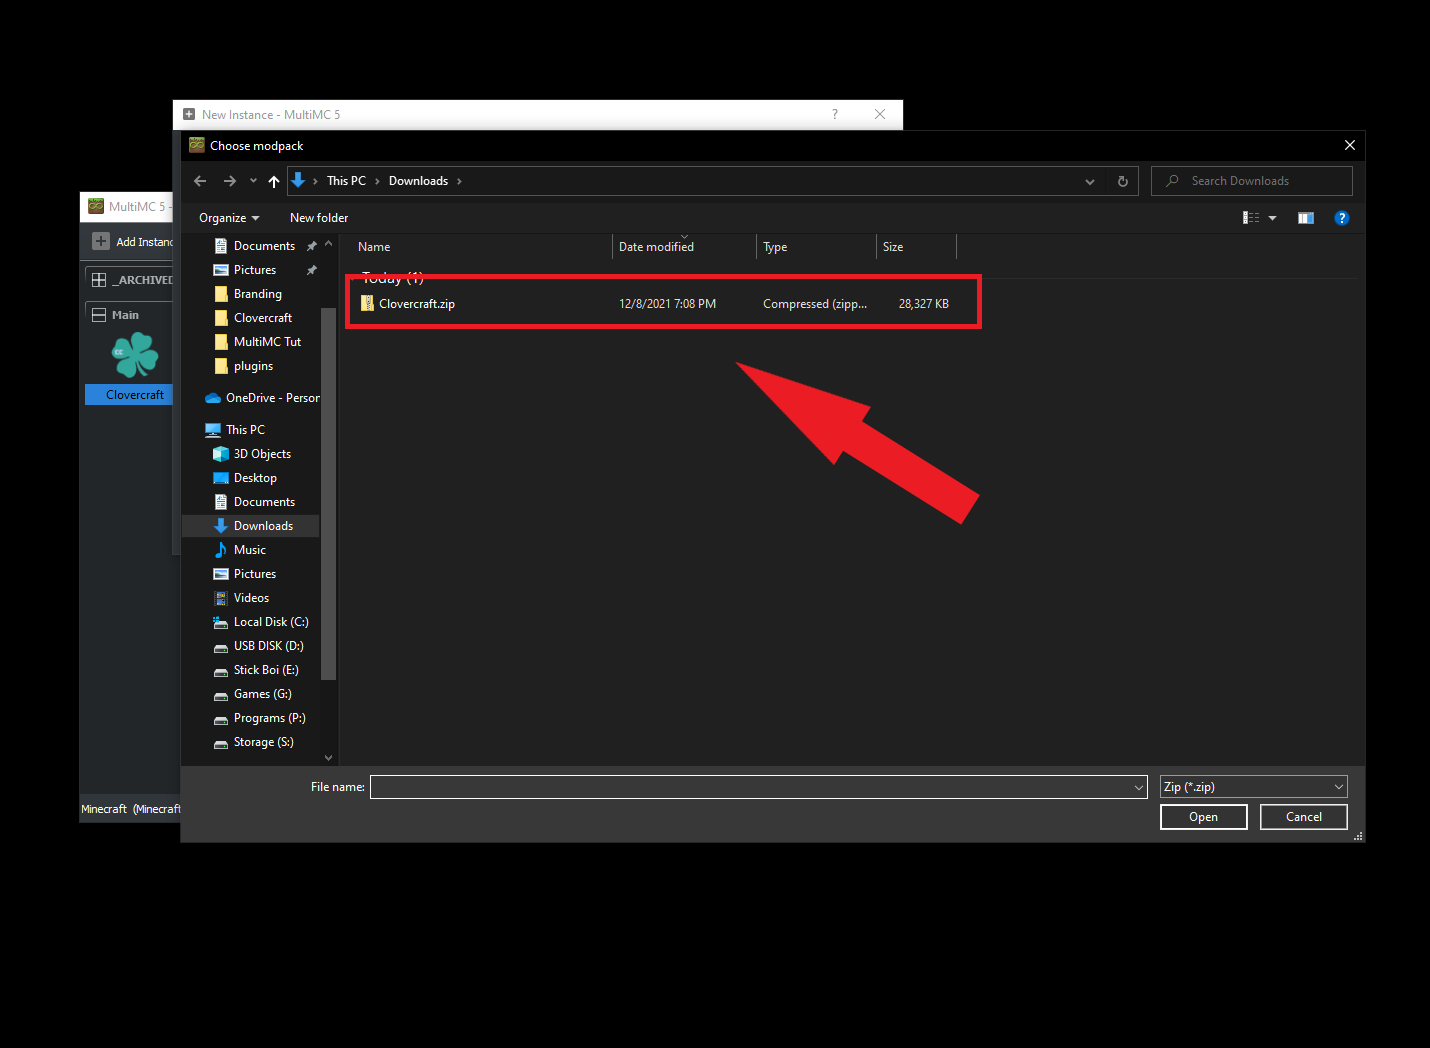 New Instance - MultiMC 5
?
Choose modpack
This PC
Downloads
Search Downloads
MultiMC 5 -
Organize
New folder
?
Add Instanc
_ARCHIVED
Main
CC
Clovercraft
Documents
Pictures
Branding
Clovercraft
MultiMC Tut
plugins
OneDrive - Person
This PC
3D Objects
Desktop
Documents
Downloads
Music
Pictures
Videos
Local Disk (C:)
USB DISK (D:)
Stick Boi (E:)
Games (G:)
Programs (P:)
Storage (S:)
Name Date modified Type Size
Today (1)
Clovercraft.zip 12/8/2021 7:08 PM Compressed (zipp... 28,327 KB
File name:
Zip (*.zip)
Open
Cancel
Minecraft (Minecraft